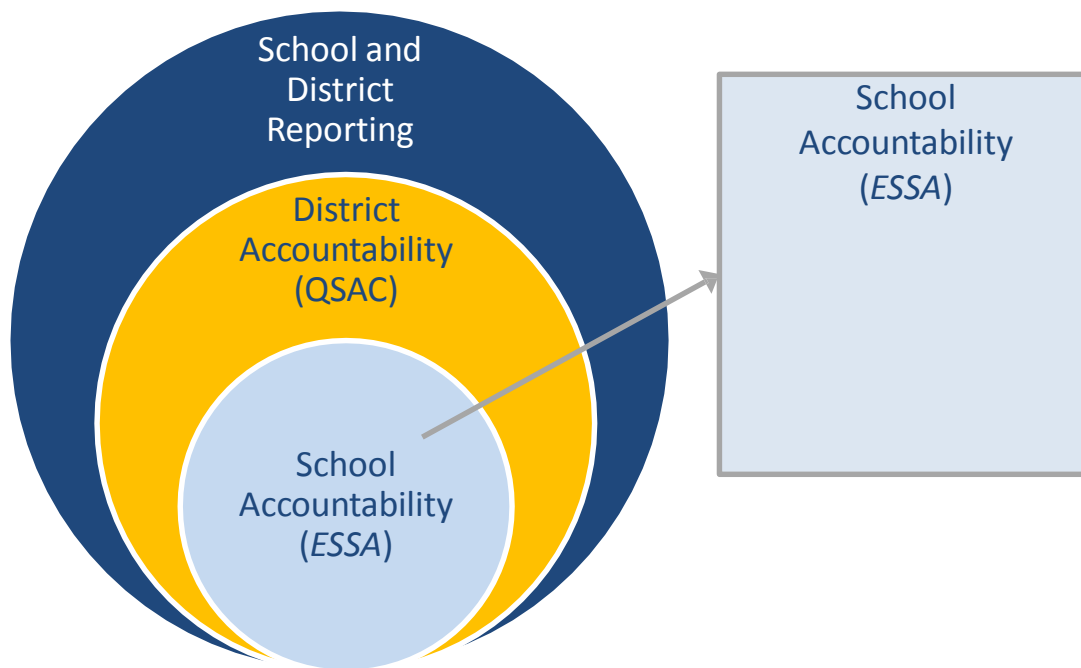 School and
District
Reporting
District
Accountability
(QSAC)
School
Accountability
(ESSA)
School
Accountability
(ESSA)